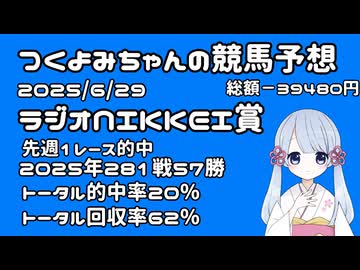 つくよみちゃんの競馬予想
2025/6/29 総額－39480円
ラジオNIKKEI賞
先週1レース的中
2025年281戦57勝
トータル的中率20%
トータル回収率62%